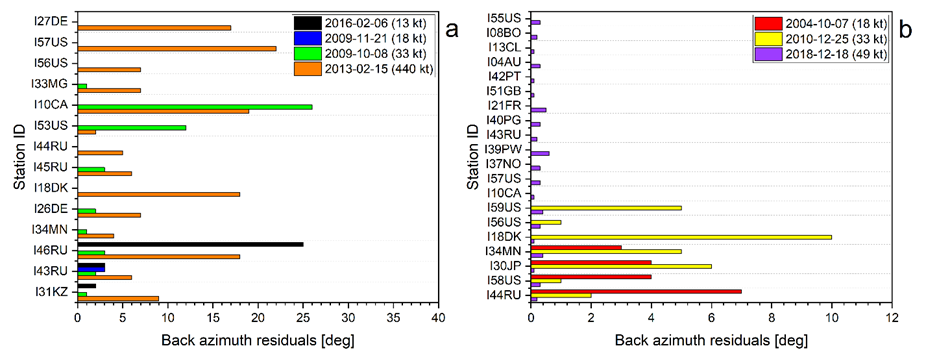 a
2016-02-06 (13 kt)
2009-11-21 (18 kt)
2009-10-08 (33 kt)
2013-02-15 (440 kt)
Station ID
I27DE
I57US
I56US
I33MG
I10CA
I53US
I44RU
I45RU
I18DK
I26DE
I34MN
I46RU
I43RU
I31KZ
0 5 10 15 20 25 30 35 40
Back azimuth residuals [deg]
b
2004-10-07 (18 kt)
2010-12-25 (33 kt)
2018-12-18 (49 kt)
Station ID
I55US
I08BO
I13CL
I04AU
I42PT
I51GB
I21FR
I40PG
I43RU
I39PW
I37NO
I57US
I10CA
I59US
I56US
I18DK
I34MN
I30JP
I58US
I44RU
0 2 4 6 8 10 12
Back azimuth residuals [deg]